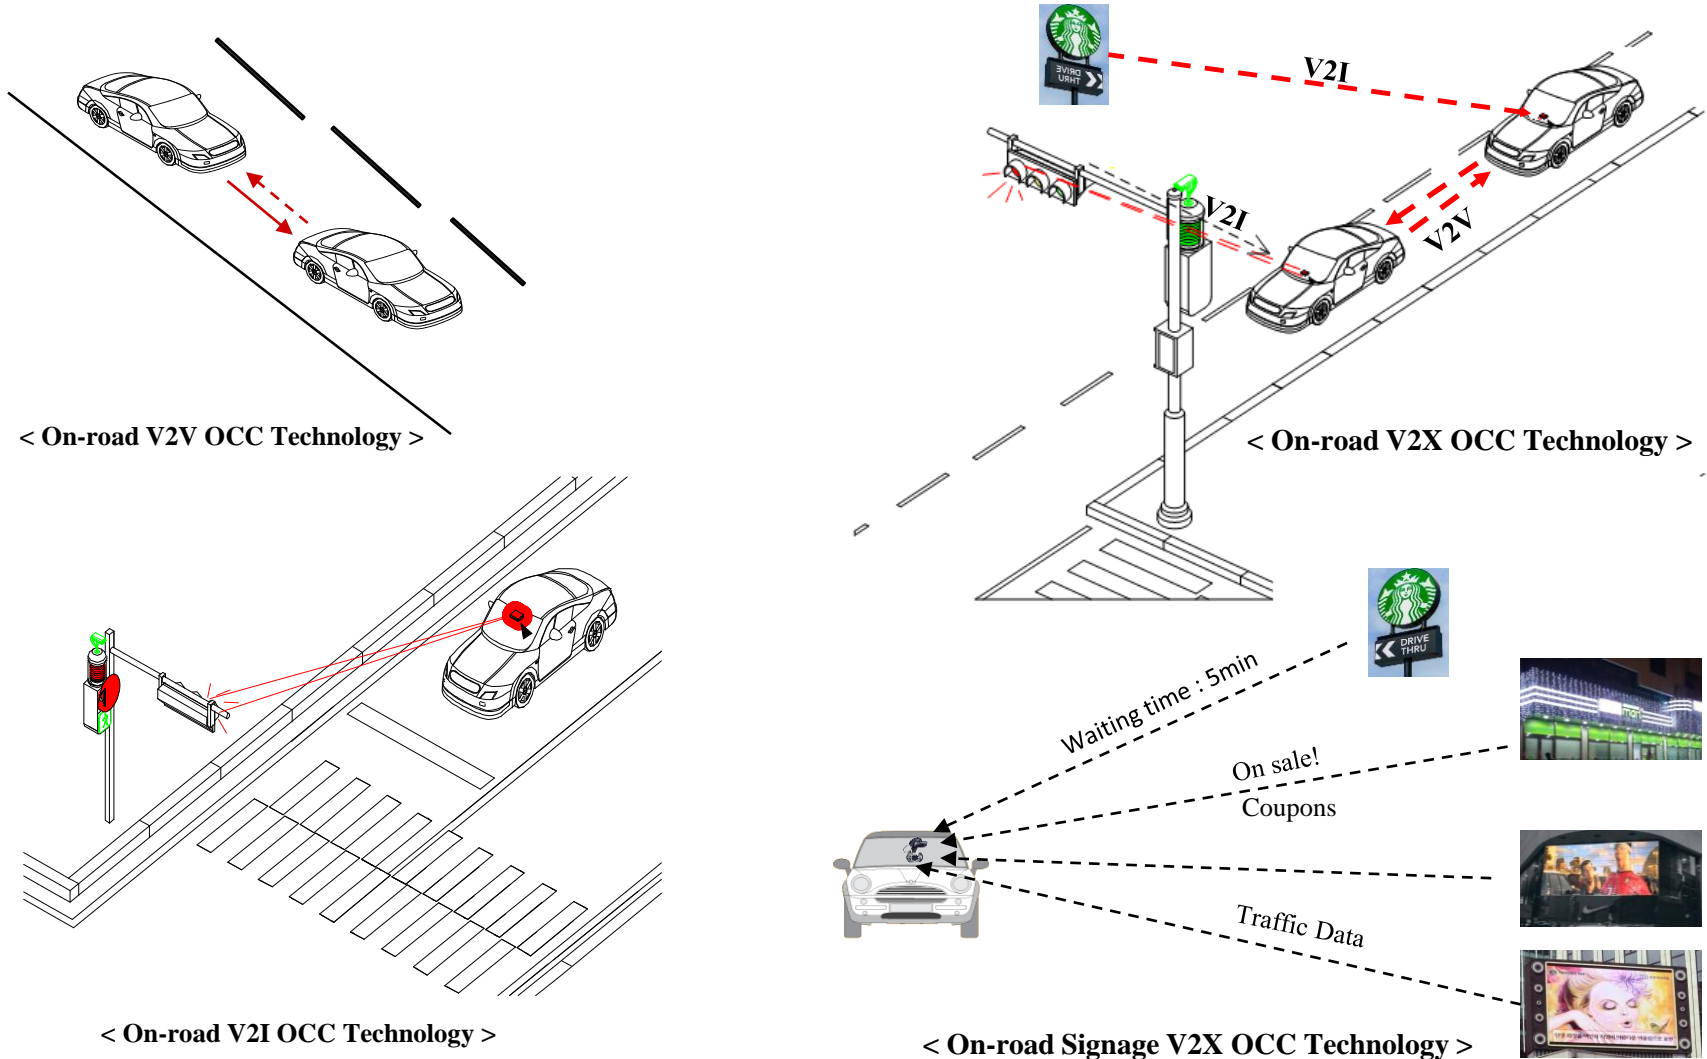 V2I
V2I
V2V
< On-road V2V OCC Technology >
< On-road V2X OCC Technology >
DRIVE
THRU
Waiting time : 5min
On sale!
Coupons
Traffic Data
mart
< On-road V2I OCC Technology >
< On-road Signage V2X OCC Technology >